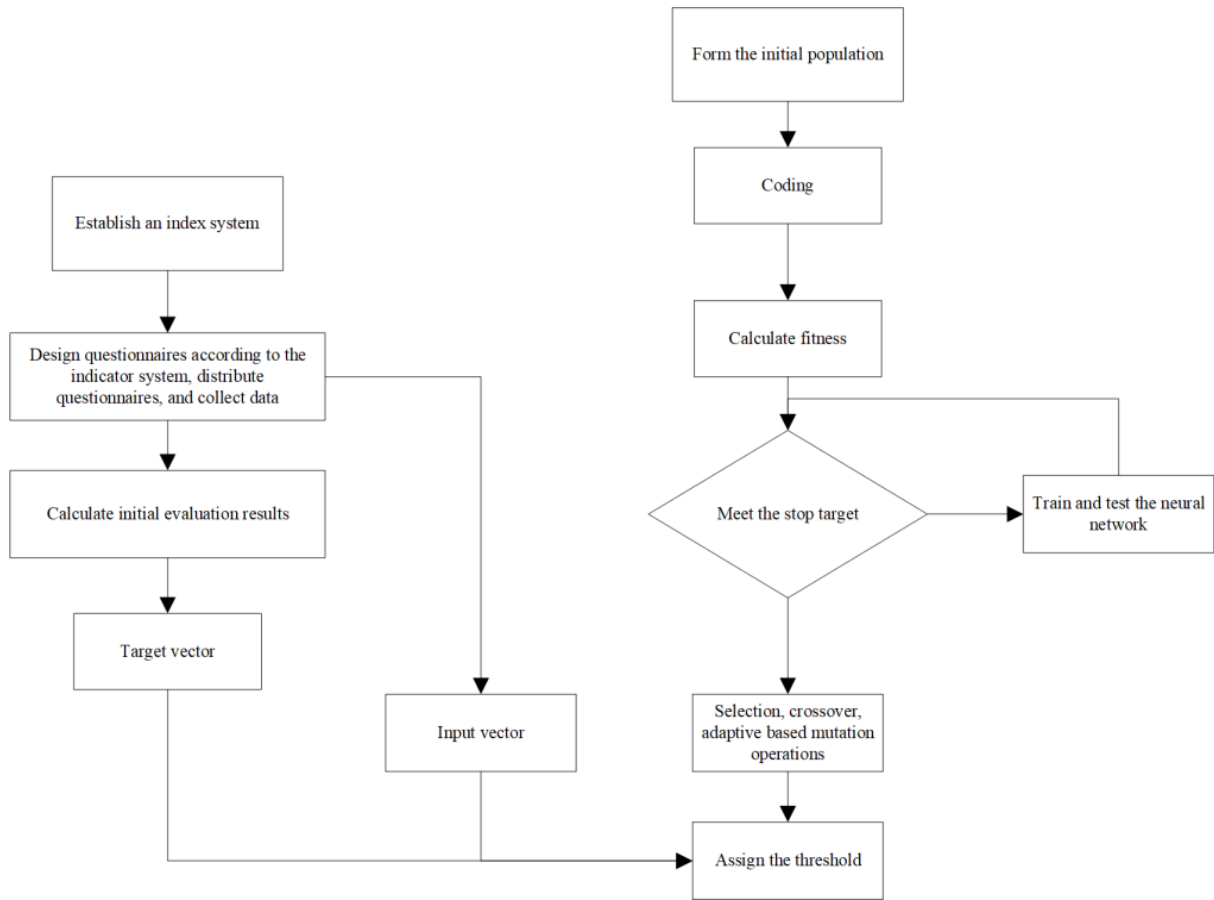 Form the initial population
Coding
Establish an index system
Calculate fitness
Design questionnaires according to the
indicator system, distribute
questionnaires, and collect data
Calculate initial evaluation results
Meet the stop target
Train and test the neural
network
Target vector
Input vector
Selection, crossover,
adaptive based mutation
operations
Assign the threshold